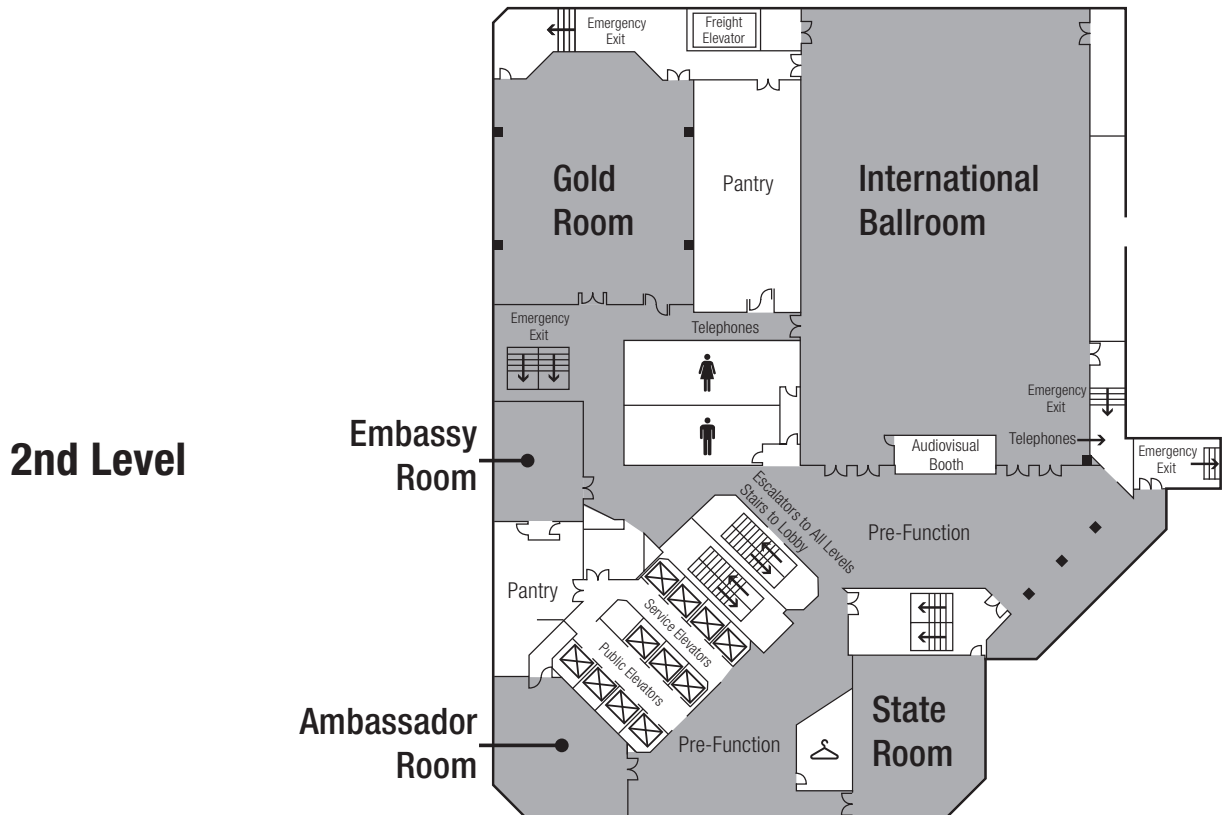 Emergency
Exit
Freight
Elevator
Gold
Room
Pantry
International
Ballroom
Emergency
Exit
Telephones
Emergency
Exit
Telephones
2nd Level
Embassy
Room
Audiovisual
Booth
Emergency
Exit
Escalators to All Levels
Stairs to Lobby
Pre-Function
Pantry
Service Elevators
Public Elevators
Ambassador
Room
Pre-Function
State
Room